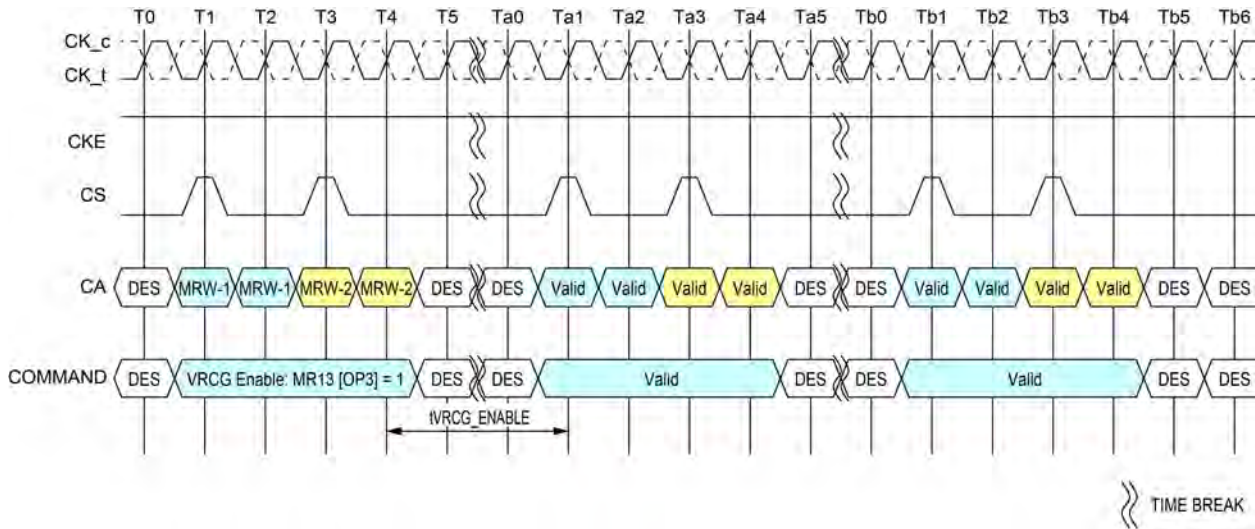 T0 T1 T2 T3 T4 T5 Ta0 Ta1 Ta2 Ta3 Ta4 Ta5 Tb0 Tb1 Tb2 Tb3 Tb4 Tb5 Tb6
CK_c
CK_t
CKE
CS
CA DES MRW-1 MRW-1 MRW-2 MRW-2 DES DES Valid Valid Valid Valid DES DES Valid Valid Valid Valid DES DES
COMMAND DES VRCG Enable: MR13 [OP3] = 1 DES DES Valid DES DES Valid DES DES
tVRCG_ENABLE
TIME BREAK